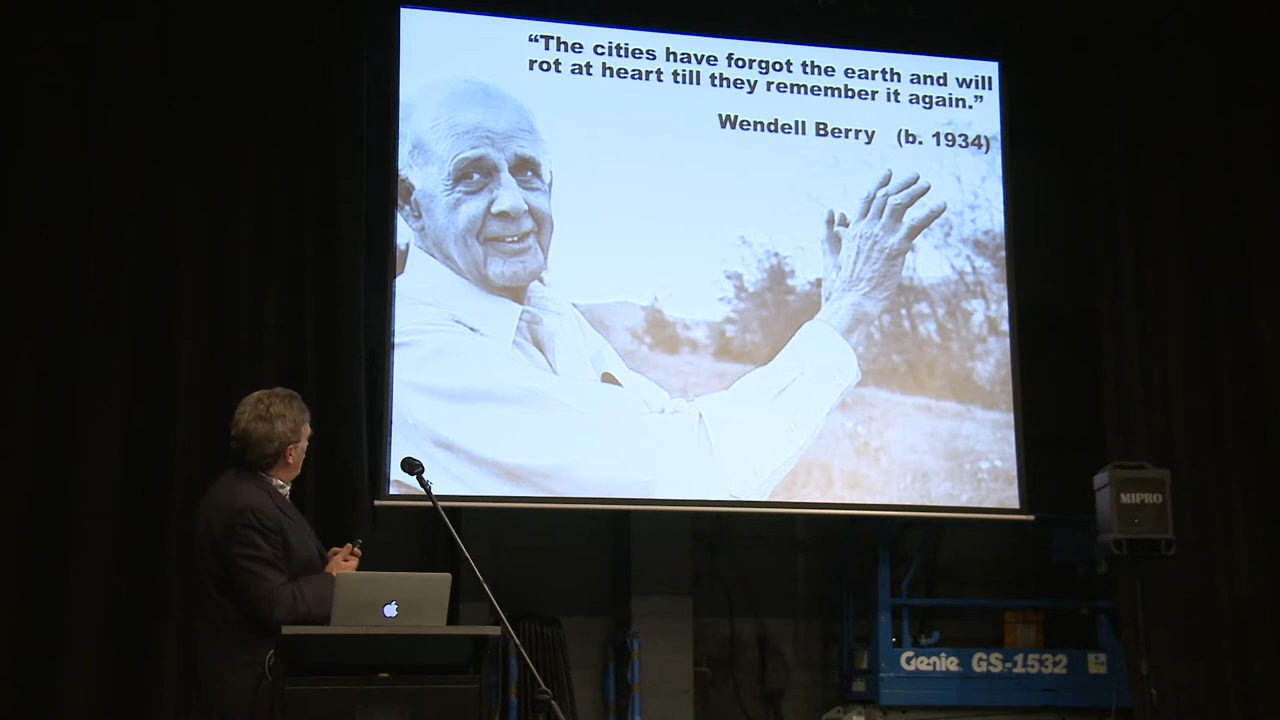 “The cities have forgot the earth and will
rot at heart till they remember it again.”
Wendell Berry (b. 1934)
MIPRO
Genie GS-1532